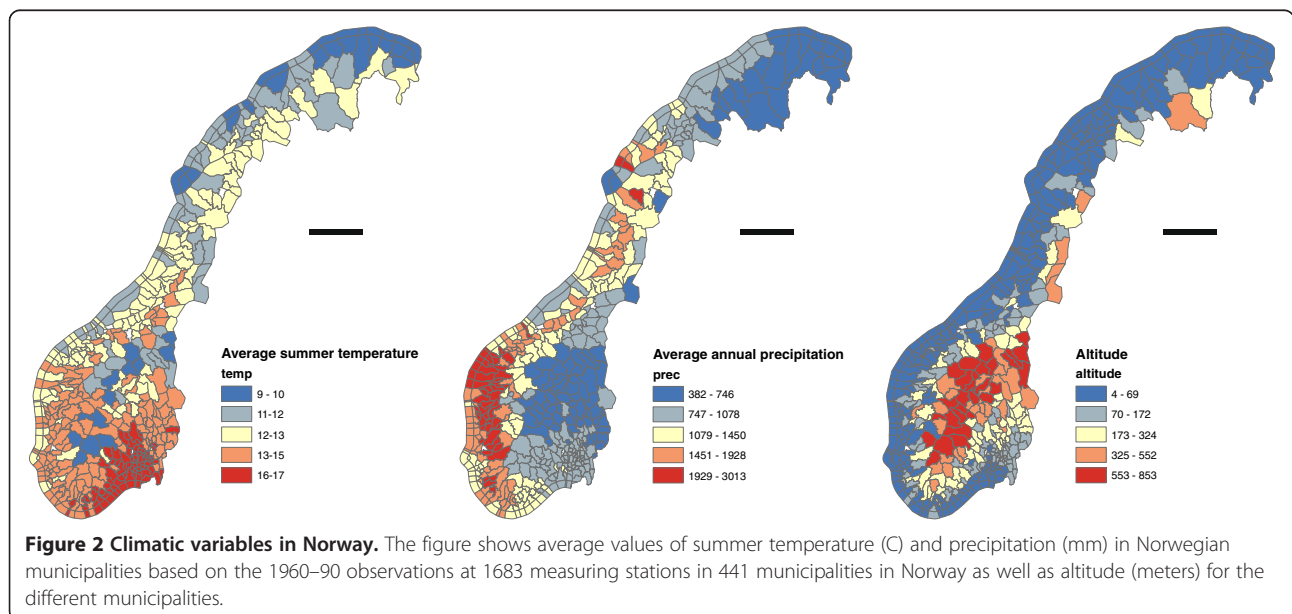 Average summer temperature
temp
9 - 10
11-12
12-13
13-15
16-17
Average annual precipitation
prec
382 - 746
747 - 1078
1079 - 1450
1451 - 1928
1929 - 3013
Altitude
altitude
4 - 69
70 - 172
173 - 324
325 - 552
553 - 853
Figure 2 Climatic variables in Norway. The figure shows average values of summer temperature (C) and precipitation (mm) in Norwegian
municipalities based on the 1960–90 observations at 1683 measuring stations in 441 municipalities in Norway as well as altitude (meters) for the
different municipalities.